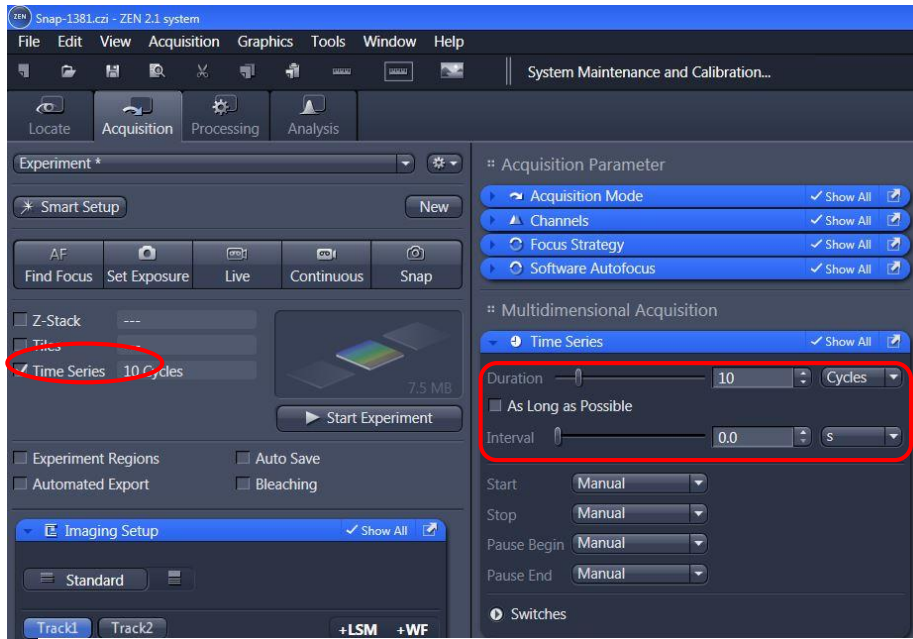 ZEN Snap-1381.czi - ZEN 2.1 system
File Edit View Acquisition Graphics Tools Window Help
System Maintenance and Calibration...
Locate Acquisition Processing Analysis
Experiment *
Smart Setup New
AF
Find Focus Set Exposure Live Continuous Snap
Z-Stack ---
Tiles
Time Series 10 Cycles
7.5 MB
Start Experiment
Experiment Regions Auto Save
Automated Export Bleaching
Imaging Setup Show All
Standard
Track1 Track2 +LSM +WF
Acquisition Parameter
Acquisition Mode Show All
Channels Show All
Focus Strategy Show All
Software Autofocus Show All
Multidimensional Acquisition
Time Series Show All
Duration 10 Cycles
As Long as Possible
Interval 0.0 s
Start Manual
Stop Manual
Pause Begin Manual
Pause End Manual
Switches